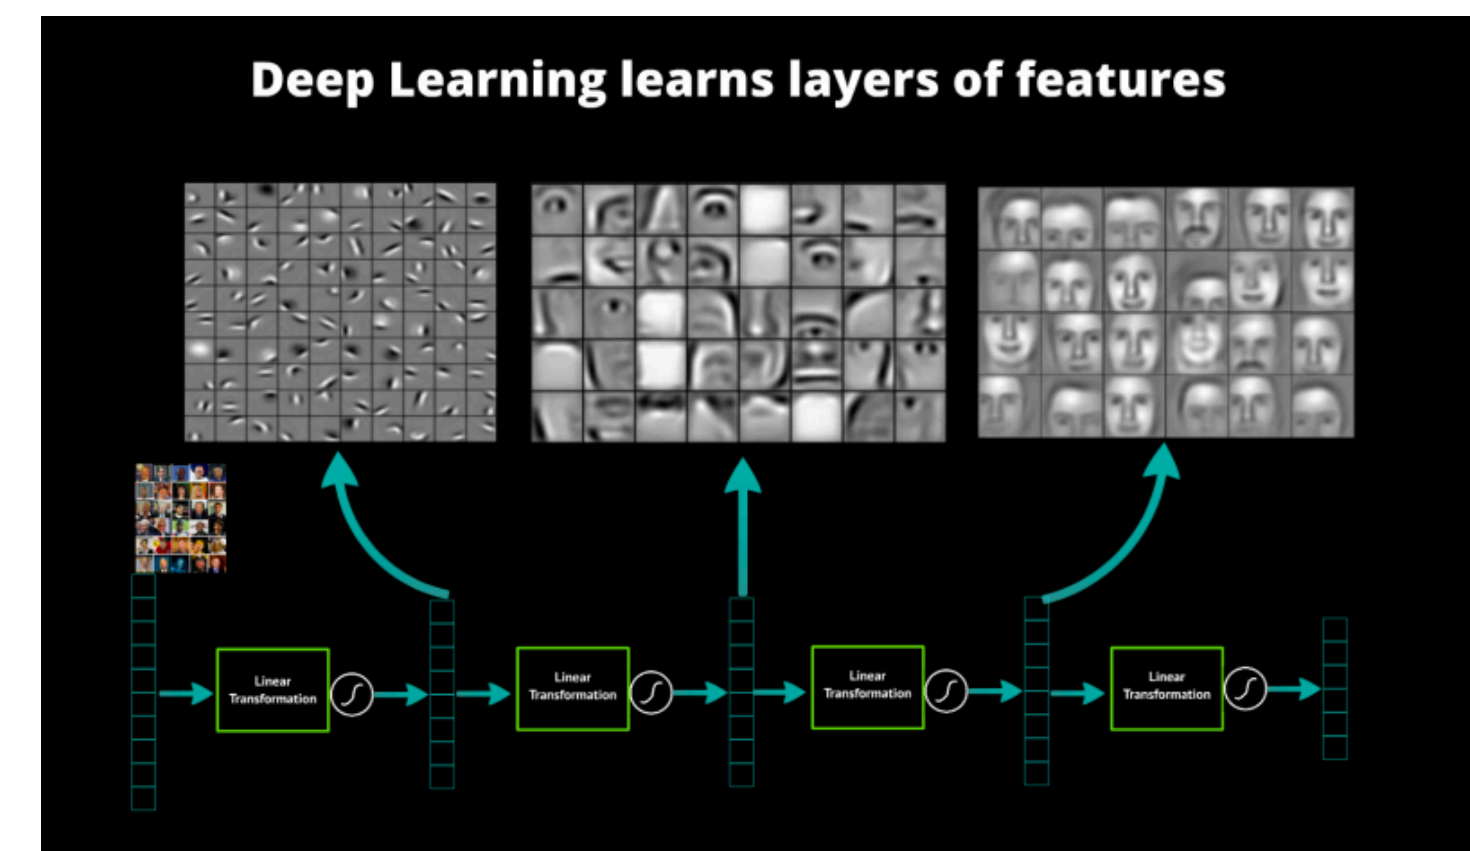 Deep Learning learns layers of features
Linear
Transformation
Linear
Transformation
Linear
Transformation
Linear
Transformation